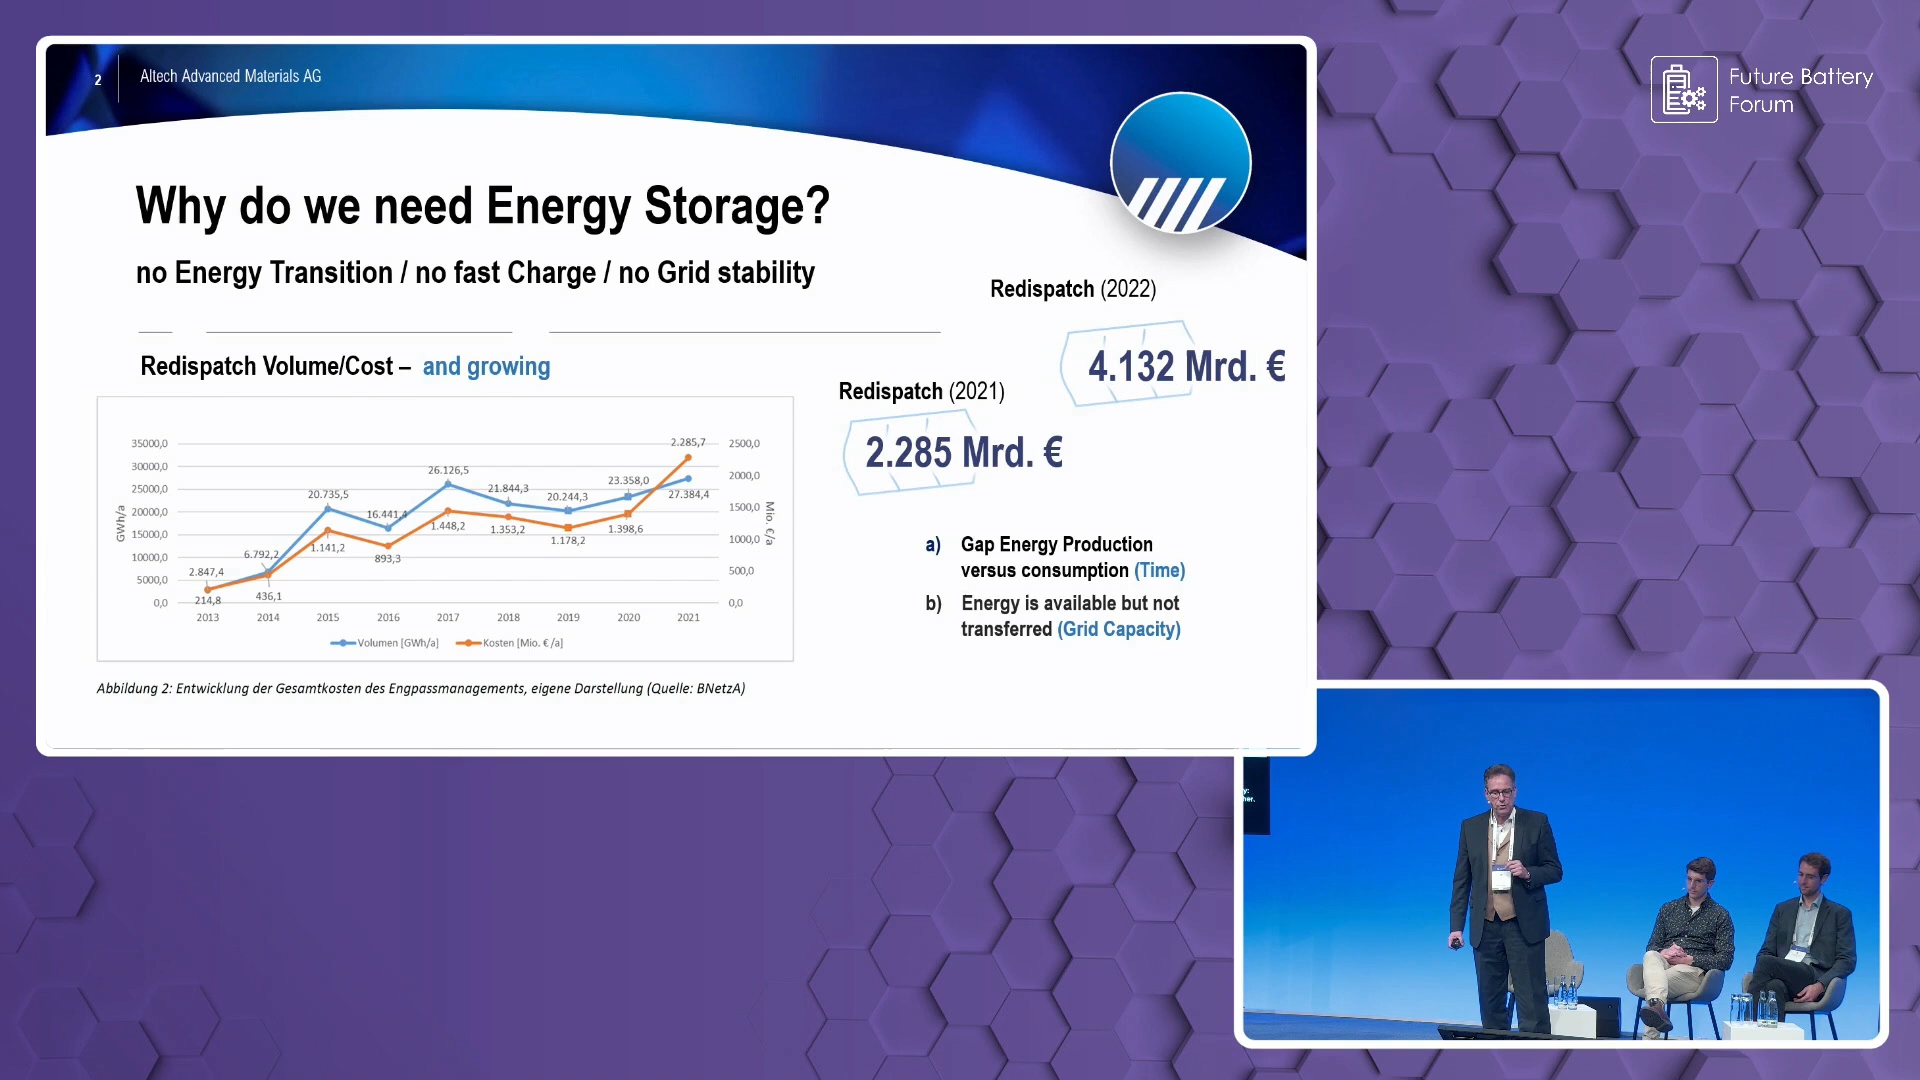 2
Altech Advanced Materials AG
Future Battery
Forum
Why do we need Energy Storage?
no Energy Transition / no fast Charge / no Grid stability
Redispatch (2022)
4.132 Mrd. €
Redispatch Volume/Cost – and growing
Redispatch (2021)
2.285 Mrd. €
35000,0
30000,0
25000,0
20000,0
15000,0
10000,0
5000,0
0,0
GWh/a
2.847,4
6.792,2
20.735,5
16.441,4
26.126,5
21.844,3
20.244,3
23.358,0
27.384,4
214,8
436,1
1.141,2
893,3
1.448,2
1.353,2
1.178,2
1.398,6
2.285,7
2500,0
2000,0
1500,0
1000,0
500,0
0,0
Mio. €/a
2013 2014 2015 2016 2017 2018 2019 2020 2021
Volumen [GWh/a] Kosten [Mio. €/a]
Abbildung 2: Entwicklung der Gesamtkosten des Engpassmanagements, eigene Darstellung (Quelle: BNetzA)
a) Gap Energy Production
versus consumption (Time)
b) Energy is available but not
transferred (Grid Capacity)